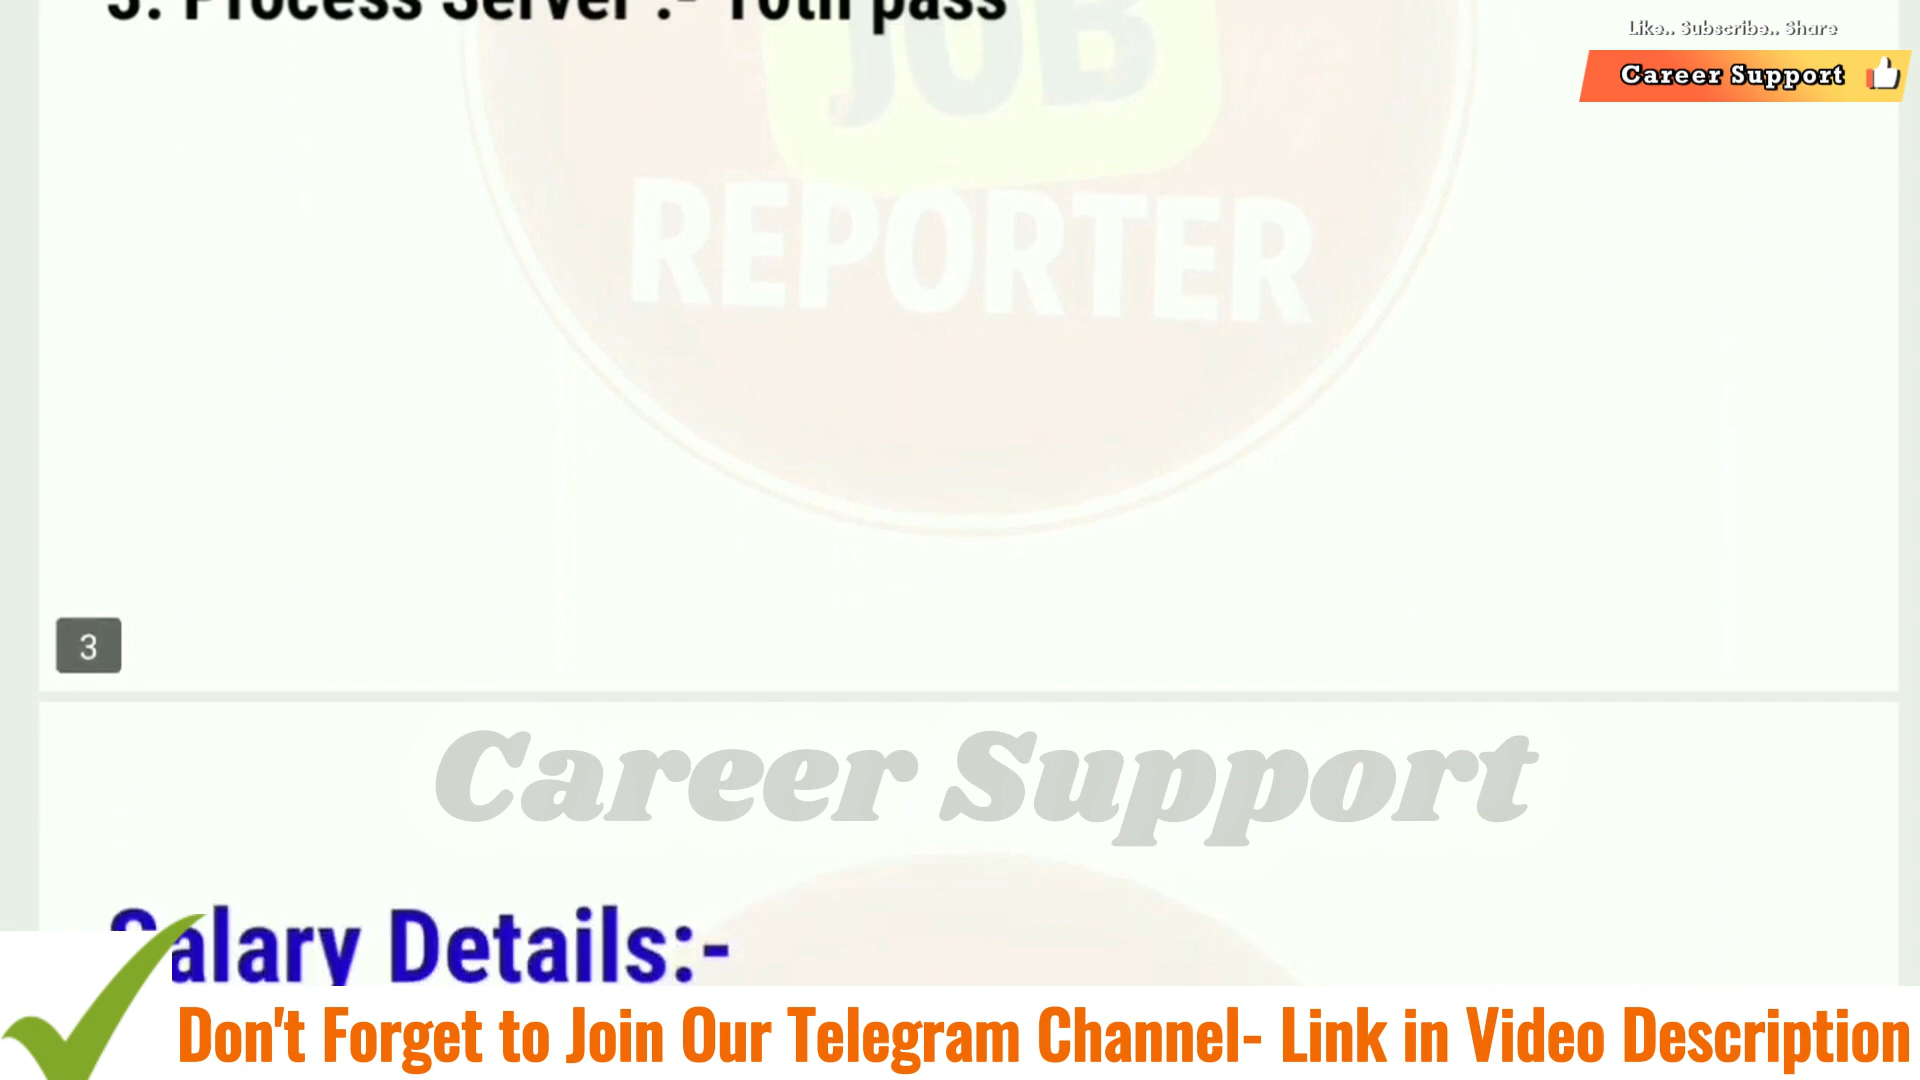 3. Process Server :- 10th pass
Like.. Subscribe.. Share
Career Support
JOB
REPORTER
3
Career Support
Salary Details:-
Don't Forget to Join Our Telegram Channel- Link in Video Description